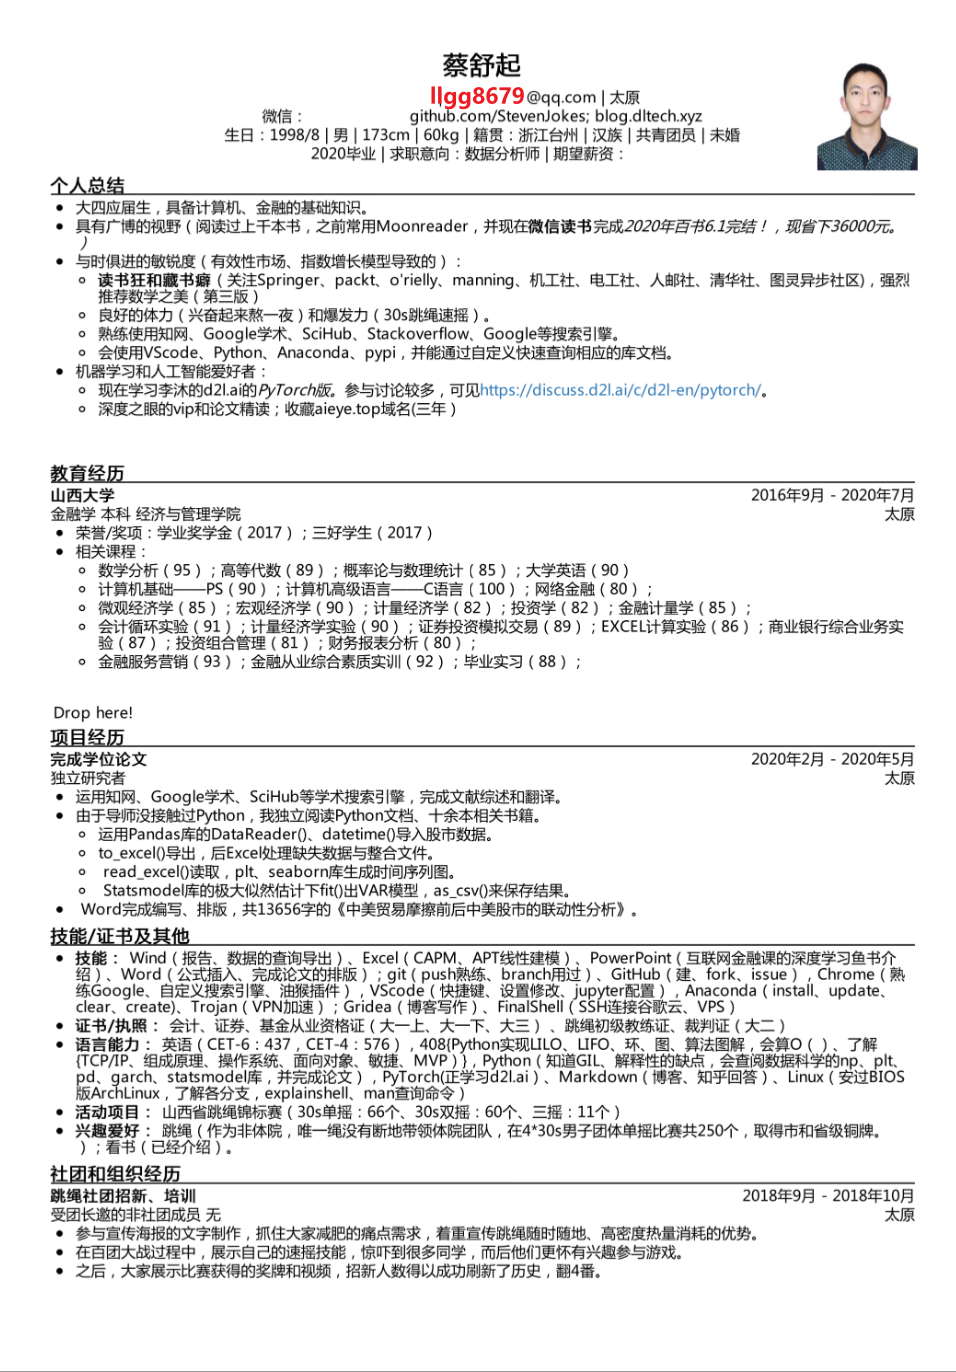 蔡舒起
llgg8679@qq.com | 太原
微信： github.com/StevenJokes; blog.dltech.xyz
生日：1998/8 | 男 | 173cm | 60kg | 籍贯：浙江台州 | 汉族 | 共青团员 | 未婚
2020毕业 | 求职意向：数据分析师 | 期望薪资：
个人总结
• 大四应届生，具备计算机、金融的基础知识。
• 具有广博的视野（阅读过上千本书，之前常用Moonreader，并现在微信读书完成2020年百书6.1完结！，现省下36000元。
）
• 与时俱进的敏锐度（有效性市场、指数增长模型导致的）：
◦ 读书狂和藏书癖（关注Springer、packt、o'rielly、manning、机工社、电工社、人邮社、清华社、图灵异步社区)，强烈
推荐数学之美（第三版）
◦ 良好的体力（兴奋起来熬一夜）和爆发力（30s跳绳速摇）。
◦ 熟练使用知网、Google学术、SciHub、Stackoverflow、Google等搜索引擎。
◦ 会使用VScode、Python、Anaconda、pypi，并能通过自定义快速查询相应的库文档。
• 机器学习和人工智能爱好者：
◦ 现在学习李沐的d2l.ai的PyTorch版。参与讨论较多，可见https://discuss.d2l.ai/c/d2l-en/pytorch/。
◦ 深度之眼的vip和论文精读；收藏aieye.top域名(三年）
教育经历
山西大学 2016年9月 - 2020年7月
金融学 本科 经济与管理学院 太原
• 荣誉/奖项：学业奖学金（2017）；三好学生（2017）
• 相关课程：
◦ 数学分析（95）；高等代数（89）；概率论与数理统计（85）；大学英语（90）
◦ 计算机基础——PS（90）；计算机高级语言——C语言（100）；网络金融（80）；
◦ 微观经济学（85）；宏观经济学（90）；计量经济学（82）；投资学（82）；金融计量学（85）；
◦ 会计循环实验（91）；计量经济学实验（90）；证券投资模拟交易（89）；EXCEL计算实验（86）；商业银行综合业务实
验（87）；投资组合管理（81）；财务报表分析（80）；
◦ 金融服务营销（93）；金融从业综合素质实训（92）；毕业实习（88）；
Drop here!
项目经历
完成学位论文 2020年2月 - 2020年5月
独立研究者 太原
• 运用知网、Google学术、SciHub等学术搜索引擎，完成文献综述和翻译。
• 由于导师没接触过Python，我独立阅读Python文档、十余本相关书籍。
◦ 运用Pandas库的DataReader()、datetime()导入股市数据。
◦ to_excel()导出，后Excel处理缺失数据与整合文件。
◦ read_excel()读取，plt、seaborn库生成时间序列图。
◦ Statsmodel库的极大似然估计下fit()出VAR模型，as_csv()来保存结果。
• Word完成编写、排版，共13656字的《中美贸易摩擦前后中美股市的联动性分析》。
技能/证书及其他
• 技能： Wind（报告、数据的查询导出）、Excel（CAPM、APT线性建模）、PowerPoint（互联网金融课的深度学习鱼书介
绍）、Word（公式插入、完成论文的排版）；git（push熟练、branch用过）、GitHub（建、fork、issue），Chrome（熟
练Google、自定义搜索引擎、油猴插件），VScode（快捷键、设置修改、jupyter配置），Anaconda（install、update、
clear、create)、Trojan（VPN加速）；Gridea（博客写作）、FinalShell（SSH连接谷歌云、VPS）
• 证书/执照： 会计、证券、基金从业资格证（大一上、大一下、大三） 、跳绳初级教练证、裁判证（大二）
• 语言能力： 英语（CET-6：437，CET-4：576），408{Python实现LILO、LIFO、环、图、算法图解，会算O（）、了解
{TCP/IP、组成原理、操作系统、面向对象、敏捷、MVP）}，Python（知道GIL、解释性的缺点，会查阅数据科学的np、plt、
pd、garch、statsmodel库，并完成论文），PyTorch(正学习d2l.ai）、Markdown（博客、知乎回答）、Linux（安过BIOS
版ArchLinux，了解各分支，explainshell、man查询命令）
• 活动项目： 山西省跳绳锦标赛（30s单摇：66个、30s双摇：60个、三摇：11个）
• 兴趣爱好： 跳绳（作为非体院，唯一绳没有断地带领体院团队，在4*30s男子团体单摇比赛共250个，取得市和省级铜牌。
）；看书（已经介绍）。
社团和组织经历
跳绳社团招新、培训 2018年9月 - 2018年10月
受团长邀的非社团成员 无 太原
• 参与宣传海报的文字制作，抓住大家减肥的痛点需求，着重宣传跳绳随时随地、高密度热量消耗的优势。
• 在百团大战过程中，展示自己的速摇技能，惊吓到很多同学，而后他们更怀有兴趣参与游戏。
• 之后，大家展示比赛获得的奖牌和视频，招新人数得以成功刷新了历史，翻4番。